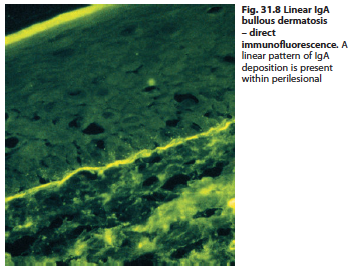 Fig. 31.8 Linear IgA
bullous dermatosis
– direct
immunofluorescence. A
linear pattern of IgA
deposition is present
within perilesional